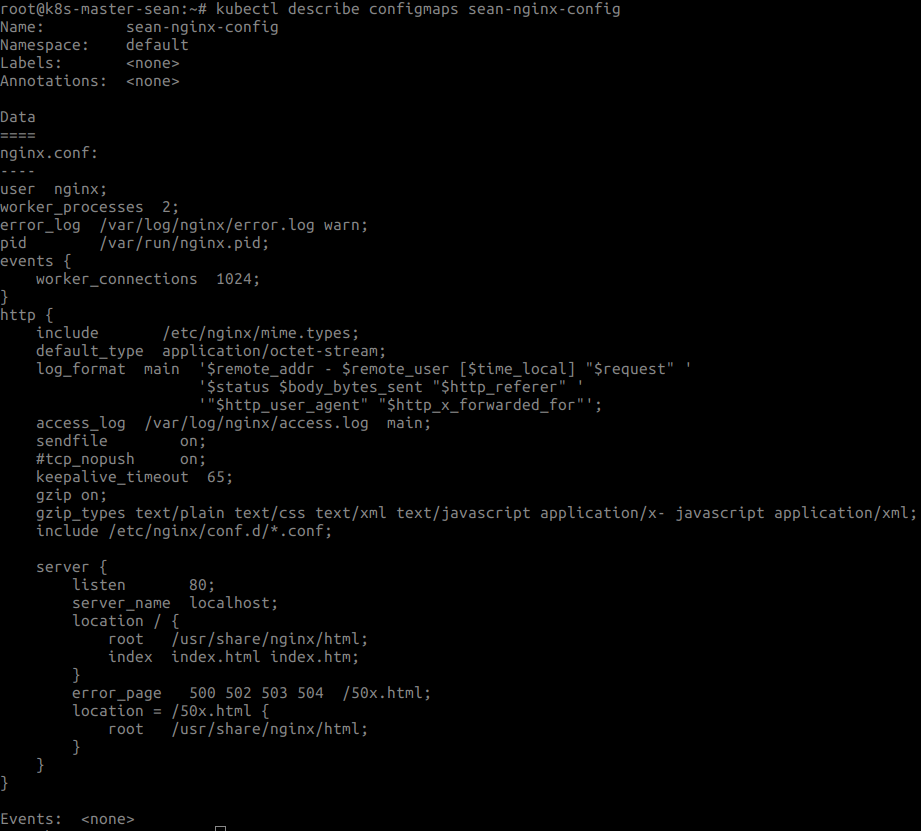 root@k8s-master-sean:~# kubectl describe configmaps sean-nginx-config
Name:         sean-nginx-config
Namespace:    default
Labels:       <none>
Annotations:  <none>

Data
====
nginx.conf:
----
user  nginx;
worker_processes  2;
error_log  /var/log/nginx/error.log warn;
pid        /var/run/nginx.pid;
events {
    worker_connections  1024;
}
http {
    include       /etc/nginx/mime.types;
    default_type  application/octet-stream;
    log_format  main  '$remote_addr - $remote_user [$time_local] "$request" '
                      '$status $body_bytes_sent "$http_referer" '
                      '"$http_user_agent" "$http_x_forwarded_for"';
    access_log  /var/log/nginx/access.log  main;
    sendfile        on;
    #tcp_nopush     on;
    keepalive_timeout  65;
    gzip on;
    gzip_types text/plain text/css text/xml text/javascript application/x- javascript application/xml;
    include /etc/nginx/conf.d/*.conf;

    server {
        listen       80;
        server_name  localhost;
        location / {
            root   /usr/share/nginx/html;
            index  index.html index.htm;
        }
        error_page   500 502 503 504  /50x.html;
        location = /50x.html {
            root   /usr/share/nginx/html;
        }
    }
}

Events:  <none>